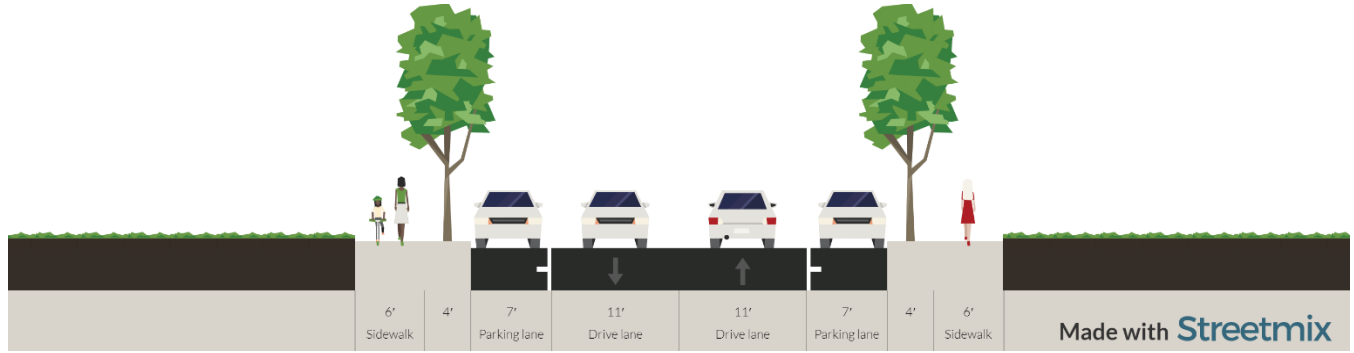 6' 4' 7' 11' 11' 7' 4' 6'
Sidewalk Parking lane Drive lane Drive lane Parking lane Sidewalk
Made with Streetmix